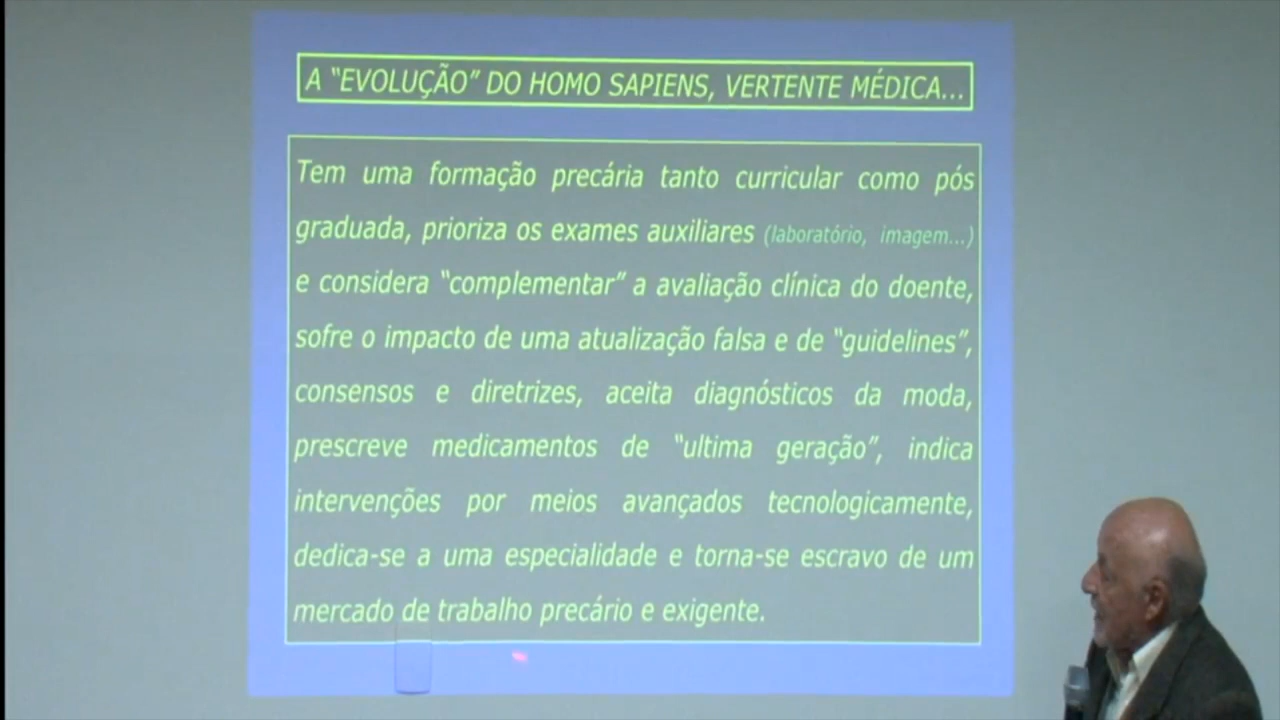 A “EVOLUÇÃO” DO HOMO SAPIENS, VERTENTE MÉDICA...
Tem uma formação precária tanto curricular como pós
graduada, prioriza os exames auxiliares (laboratório, imagem...)
e considera “complementar” a avaliação clínica do doente,
sofre o impacto de uma atualização falsa e de “guidelines”,
consensos e diretrizes, aceita diagnósticos da moda,
prescreve medicamentos de “ultima geração”, indica
intervenções por meios avançados tecnologicamente,
dedica-se a uma especialidade e torna-se escravo de um
mercado de trabalho precário e exigente.